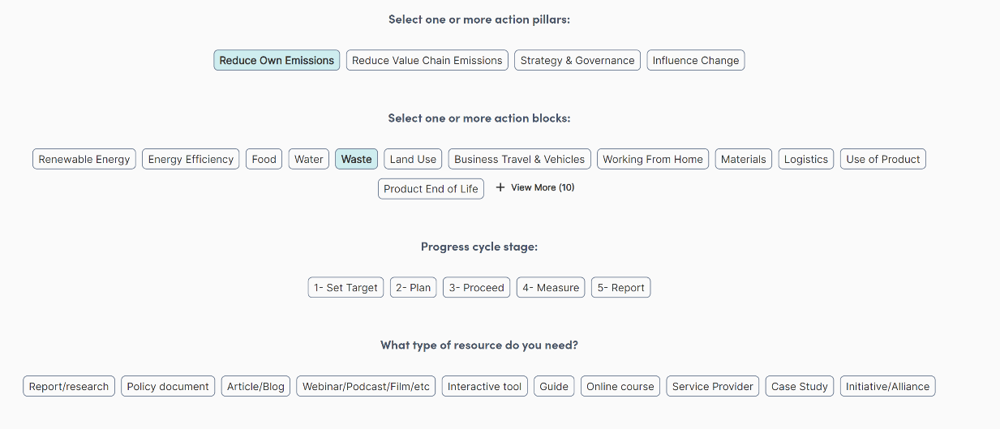 Select one or more action pillars:
Reduce Own Emissions Reduce Value Chain Emissions Strategy & Governance Influence Change
Select one or more action blocks:
Renewable Energy Energy Efficiency Food Water Waste Land Use Business Travel & Vehicles Working From Home Materials Logistics Use of Product
Product End of Life + View More (10)
Progress cycle stage:
1- Set Target 2- Plan 3- Proceed 4- Measure 5- Report
What type of resource do you need?
Report/research Policy document Article/Blog Webinar/Podcast/Film/etc Interactive tool Guide Online course Service Provider Case Study Initiative/Alliance